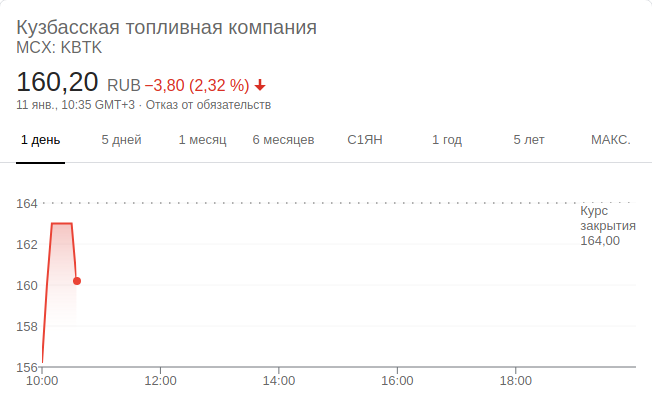 Кузбасская топливная компания
MCX: KBTK
160,20 RUB −3,80 (2,32 %)
11 янв., 10:35 GMT+3 · Отказ от обязательств
1 день 5 дней 1 месяц 6 месяцев С1ЯН 1 год 5 лет МАКС.
164
Курс
закрытия
164,00
162
160
158
156
10:00 12:00 14:00 16:00 18:00